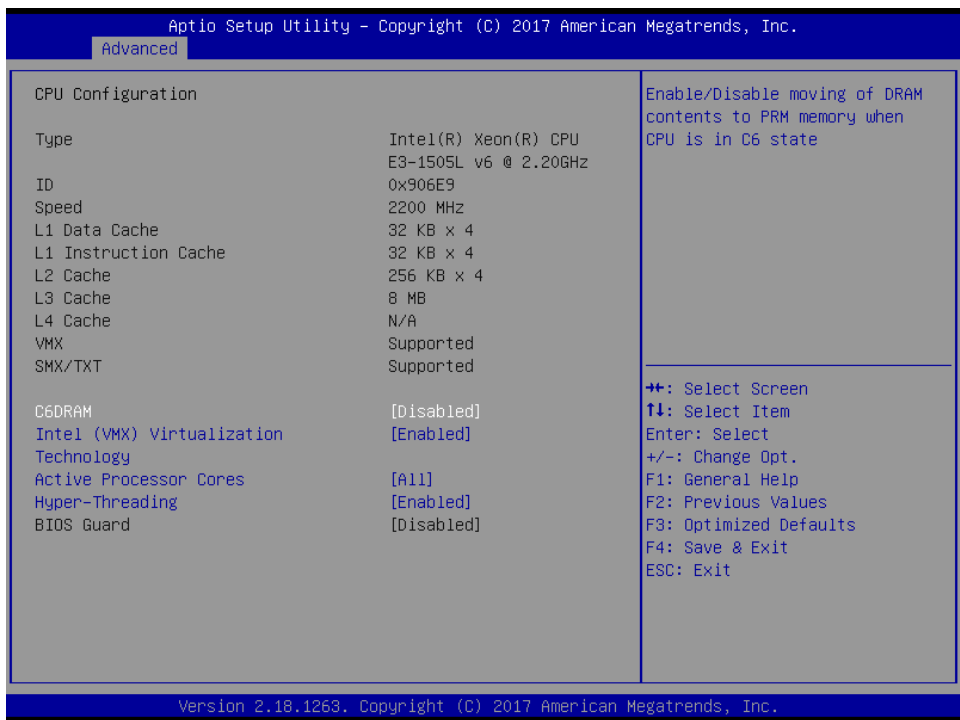 Aptio Setup Utility – Copyright (C) 2017 American Megatrends, Inc.
Advanced
CPU Configuration
Type Intel(R) Xeon(R) CPU
E3-1505L v6 @ 2.20GHz
ID 0x906E9
Speed 2200 MHz
L1 Data Cache 32 KB x 4
L1 Instruction Cache 32 KB x 4
L2 Cache 256 KB x 4
L3 Cache 8 MB
L4 Cache N/A
VMX Supported
SMX/TXT Supported
C6DRAM [Disabled]
Intel (VMX) Virtualization [Enabled]
Technology
Active Processor Cores [All]
Hyper-Threading [Enabled]
BIOS Guard [Disabled]
Enable/Disable moving of DRAM
contents to PRM memory when
CPU is in C6 state
→←: Select Screen
↑↓: Select Item
Enter: Select
+/-: Change Opt.
F1: General Help
F2: Previous Values
F3: Optimized Defaults
F4: Save & Exit
ESC: Exit
Version 2.18.1263. Copyright (C) 2017 American Megatrends, Inc.